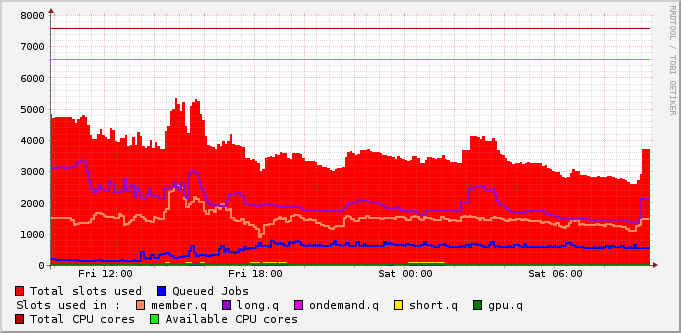 8000
7000
6000
5000
4000
3000
2000
1000
0
Fri 12:00 Fri 18:00 Sat 00:00 Sat 06:00
Total slots used Queued Jobs
Slots used in : member.q long.q ondemand.q short.q gpu.q
Total CPU cores Available CPU cores
RRDTOOL / TOBI OETIKER